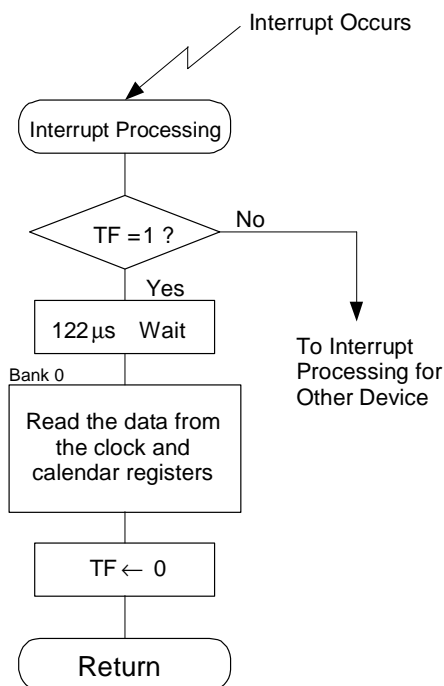 Interrupt Occurs
Interrupt Processing
TF =1 ?
No
Yes
122µs Wait
To Interrupt
Processing for
Other Device
Bank 0
Read the data from
the clock and
calendar registers
TF ← 0
Return